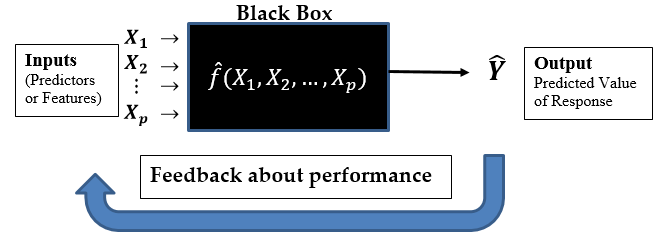 Black Box
Inputs
(Predictors
or Features)
X₁ →
X₂ →
⋮ →
Xₚ →
f̂(X₁, X₂, … , Xₚ)
Ŷ
Output
Predicted Value
of Response
Feedback about performance